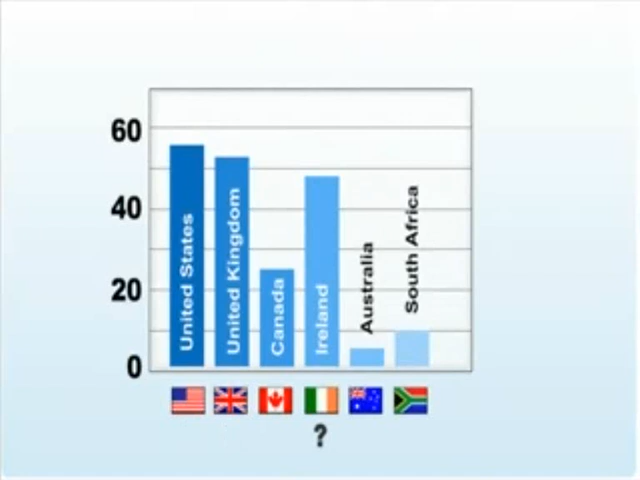 60
40
20
0
United States
United Kingdom
Canada
Ireland
Australia
South Africa
?